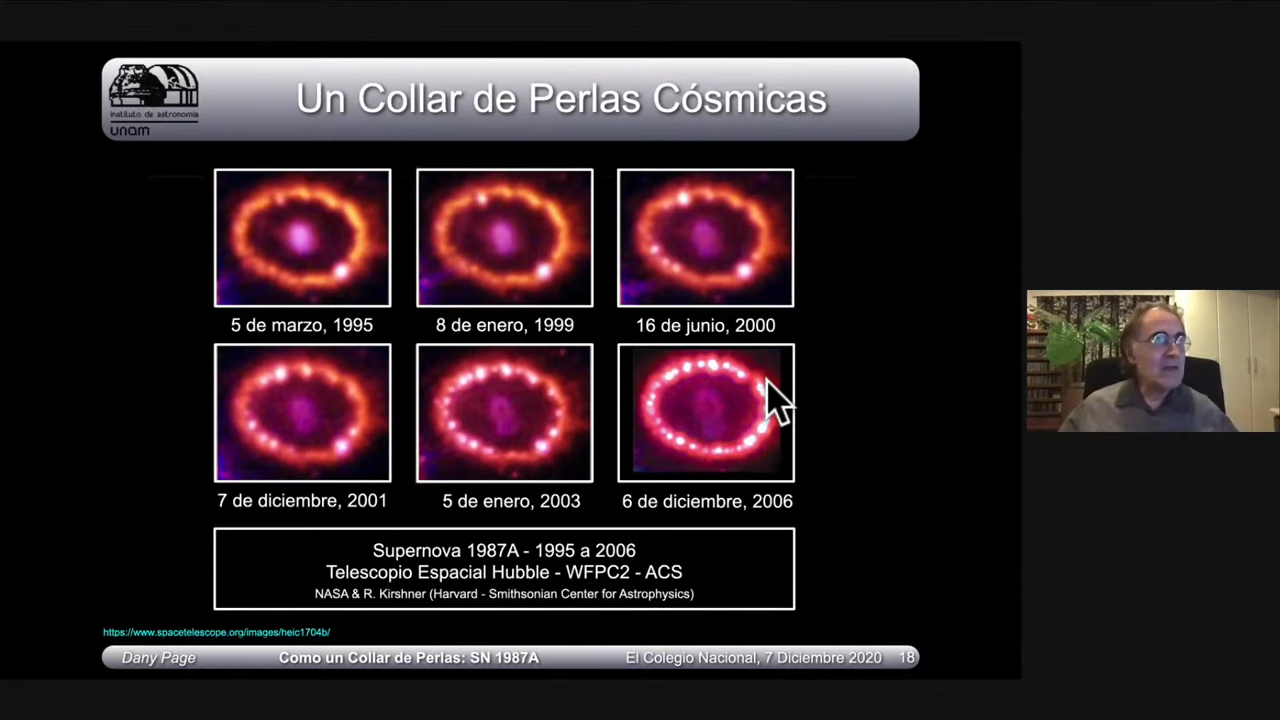 instituto de astronomía
unam
Un Collar de Perlas Cósmicas
5 de marzo, 1995
8 de enero, 1999
16 de junio, 2000
7 de diciembre, 2001
5 de enero, 2003
6 de diciembre, 2006
Supernova 1987A - 1995 a 2006
Telescopio Espacial Hubble - WFPC2 - ACS
NASA & R. Kirshner (Harvard - Smithsonian Center for Astrophysics)
https://www.spacetelescope.org/images/heic1704b/
Dany Page
Como un Collar de Perlas: SN 1987A
El Colegio Nacional, 7 Diciembre 2020
18